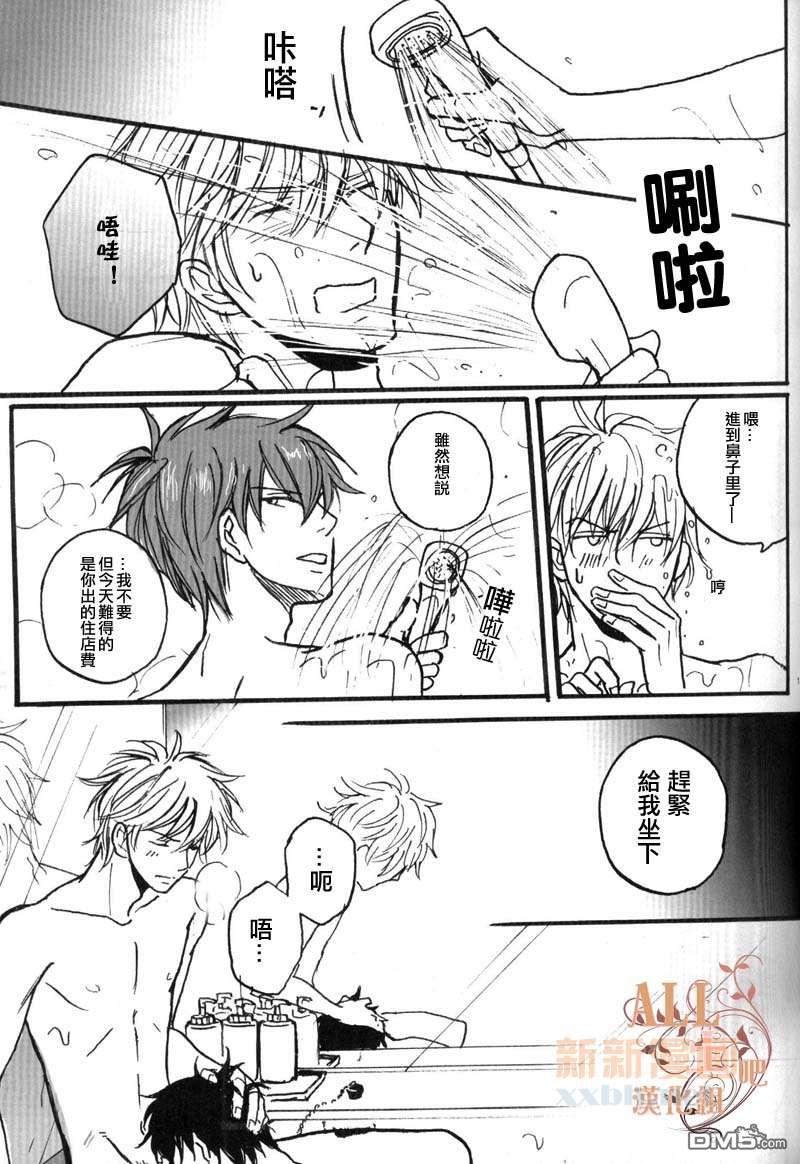 咔
嗒
唰
啦
唔哇！
喂…
進到鼻子里了—
哼
雖然想説
嘩
啦
啦
…我不要
但今天難得的
是你出的住店費
趕緊
給我坐下
…呃
唔…
ALL
新新漫画吧
漢化組
DM5.com